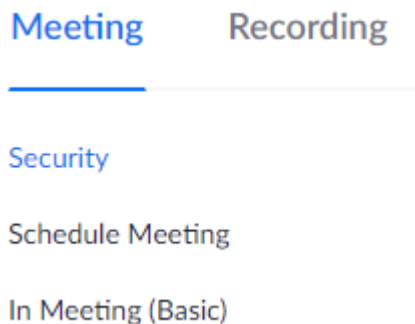 Meeting Recording
Security
Schedule Meeting
In Meeting (Basic)